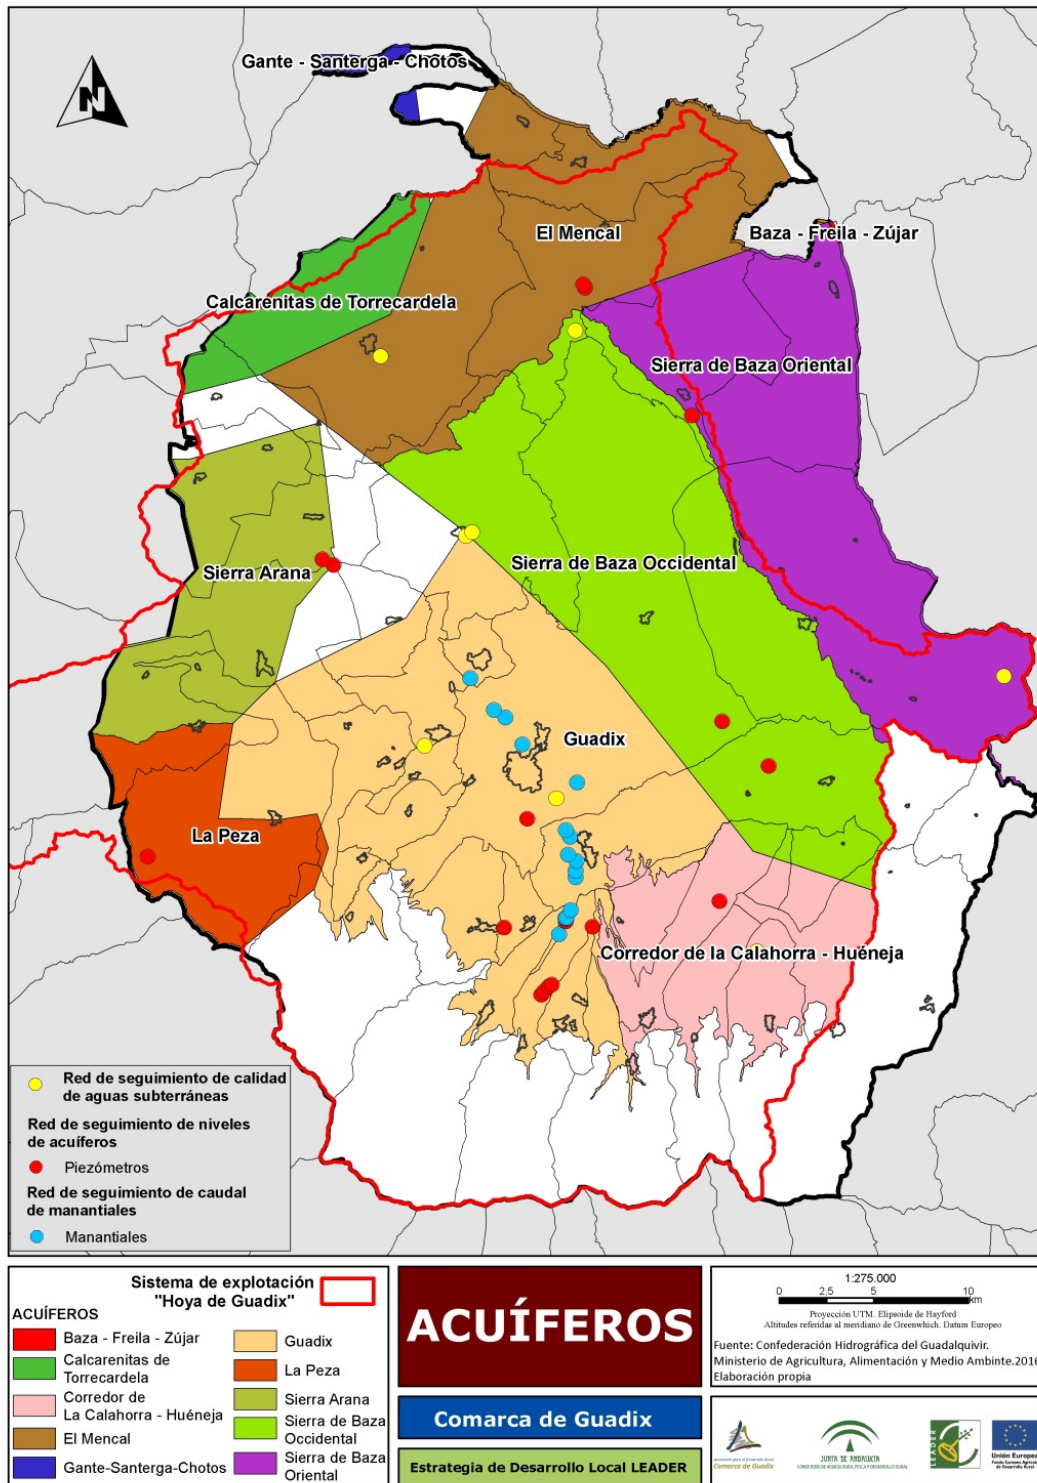 Gante - Santerga - Chotos
N
El Mencal
Baza - Freila - Zújar
Calcarenitas de Torrecardela
Sierra de Baza Oriental
Sierra Arana
Sierra de Baza Occidental
Guadix
La Peza
Corredor de la Calahorra - Huéneja
Red de seguimiento de calidad
de aguas subterráneas
Red de seguimiento de niveles
de acuíferos
Piezómetros
Red de seguimiento de caudal
de manantiales
Manantiales
Sistema de explotación
"Hoya de Guadix"
ACUÍFEROS
Baza - Freila - Zújar
Calcarenitas de
Torrecardela
Corredor de
La Calahorra - Huéneja
El Mencal
Gante-Santerga-Chotos
Guadix
La Peza
Sierra Arana
Sierra de Baza
Occidental
Sierra de Baza
Oriental
ACUÍFEROS
Comarca de Guadix
Estrategia de Desarrollo Local LEADER
1:275.000
0 2,5 5 10
km
Proyección UTM. Elipsoide de Hayford
Altitudes referidas al meridiano de Greenwhich. Datum Europeo
Fuente: Confederación Hidrográfica del Guadalquivir.
Ministerio de Agricultura, Alimentación y Medio Ambinte.2016
Elaboración propia
Comarca de Guadix
JUNTA DE ANDALUCIA
LEADER
Unión Europea